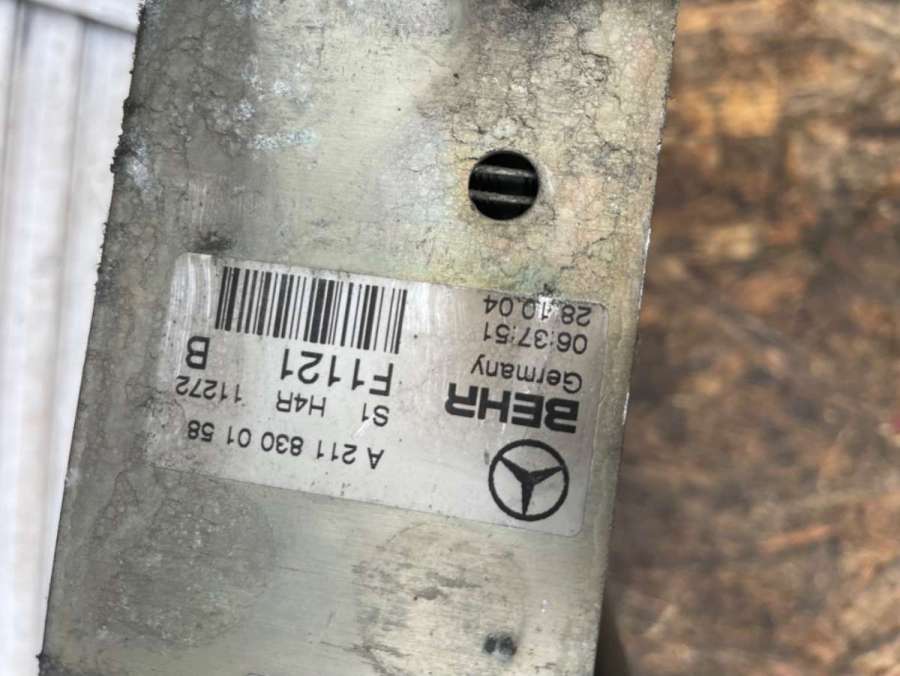 A 211 830 01 58
BEHR
Germany
S1 H4R 11272
F1121 B
06:37:51
28.10.04